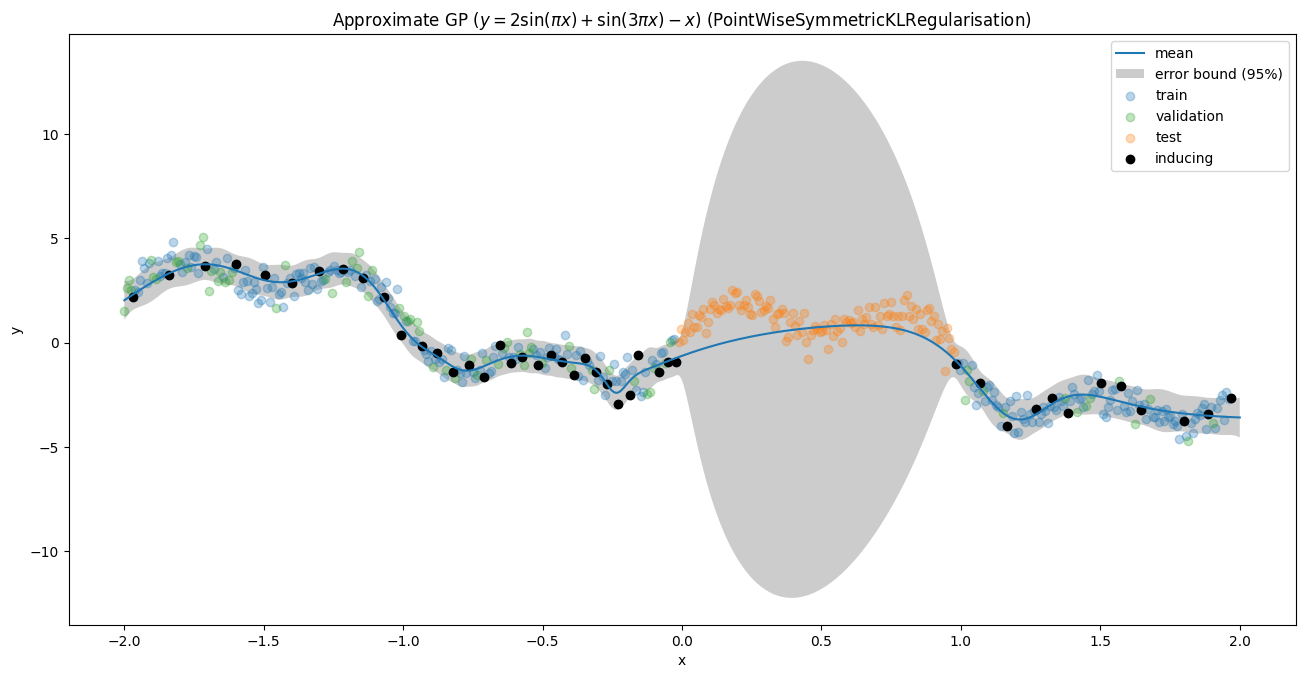 Approximate GP (y = 2sin(πx) + sin(3πx) − x) (PointWiseSymmetricKLRegularisation)
mean
error bound (95%)
train
validation
test
inducing
10
5
0
−5
−10
y
−2.0 −1.5 −1.0 −0.5 0.0 0.5 1.0 1.5 2.0
x